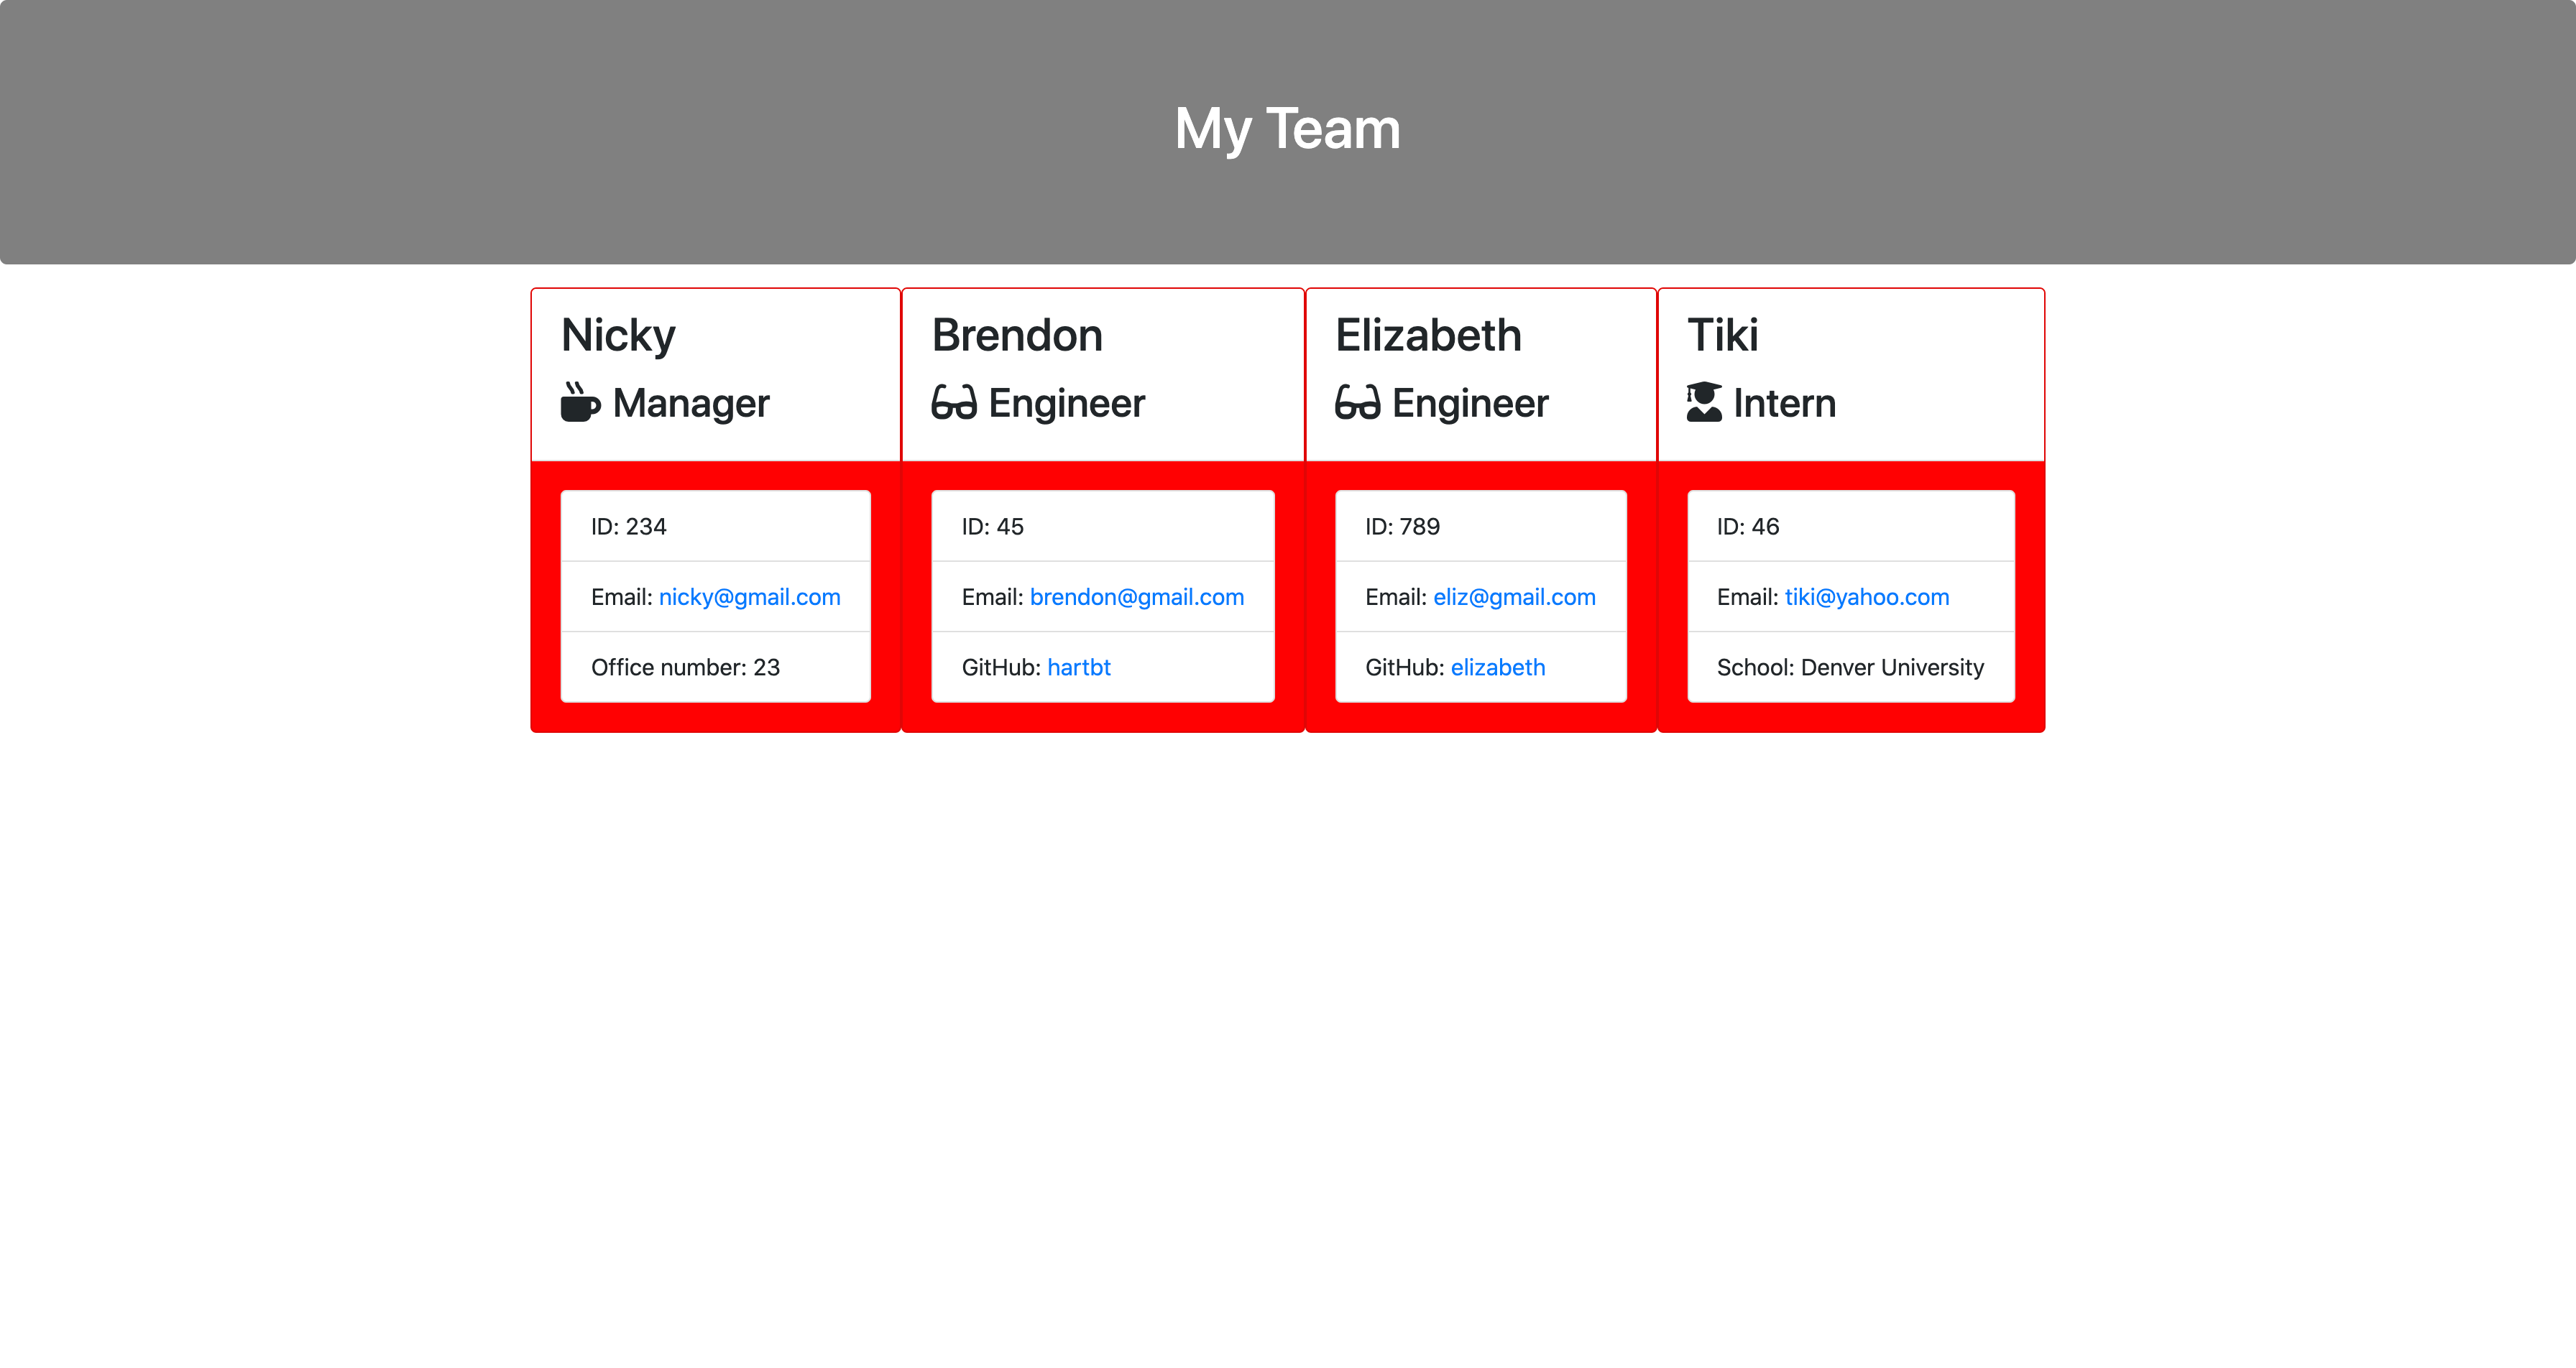 My Team
Nicky
Manager
ID: 234
Email: nicky@gmail.com
Office number: 23
Brendon
Engineer
ID: 45
Email: brendon@gmail.com
GitHub: hartbt
Elizabeth
Engineer
ID: 789
Email: eliz@gmail.com
GitHub: elizabeth
Tiki
Intern
ID: 46
Email: tiki@yahoo.com
School: Denver University